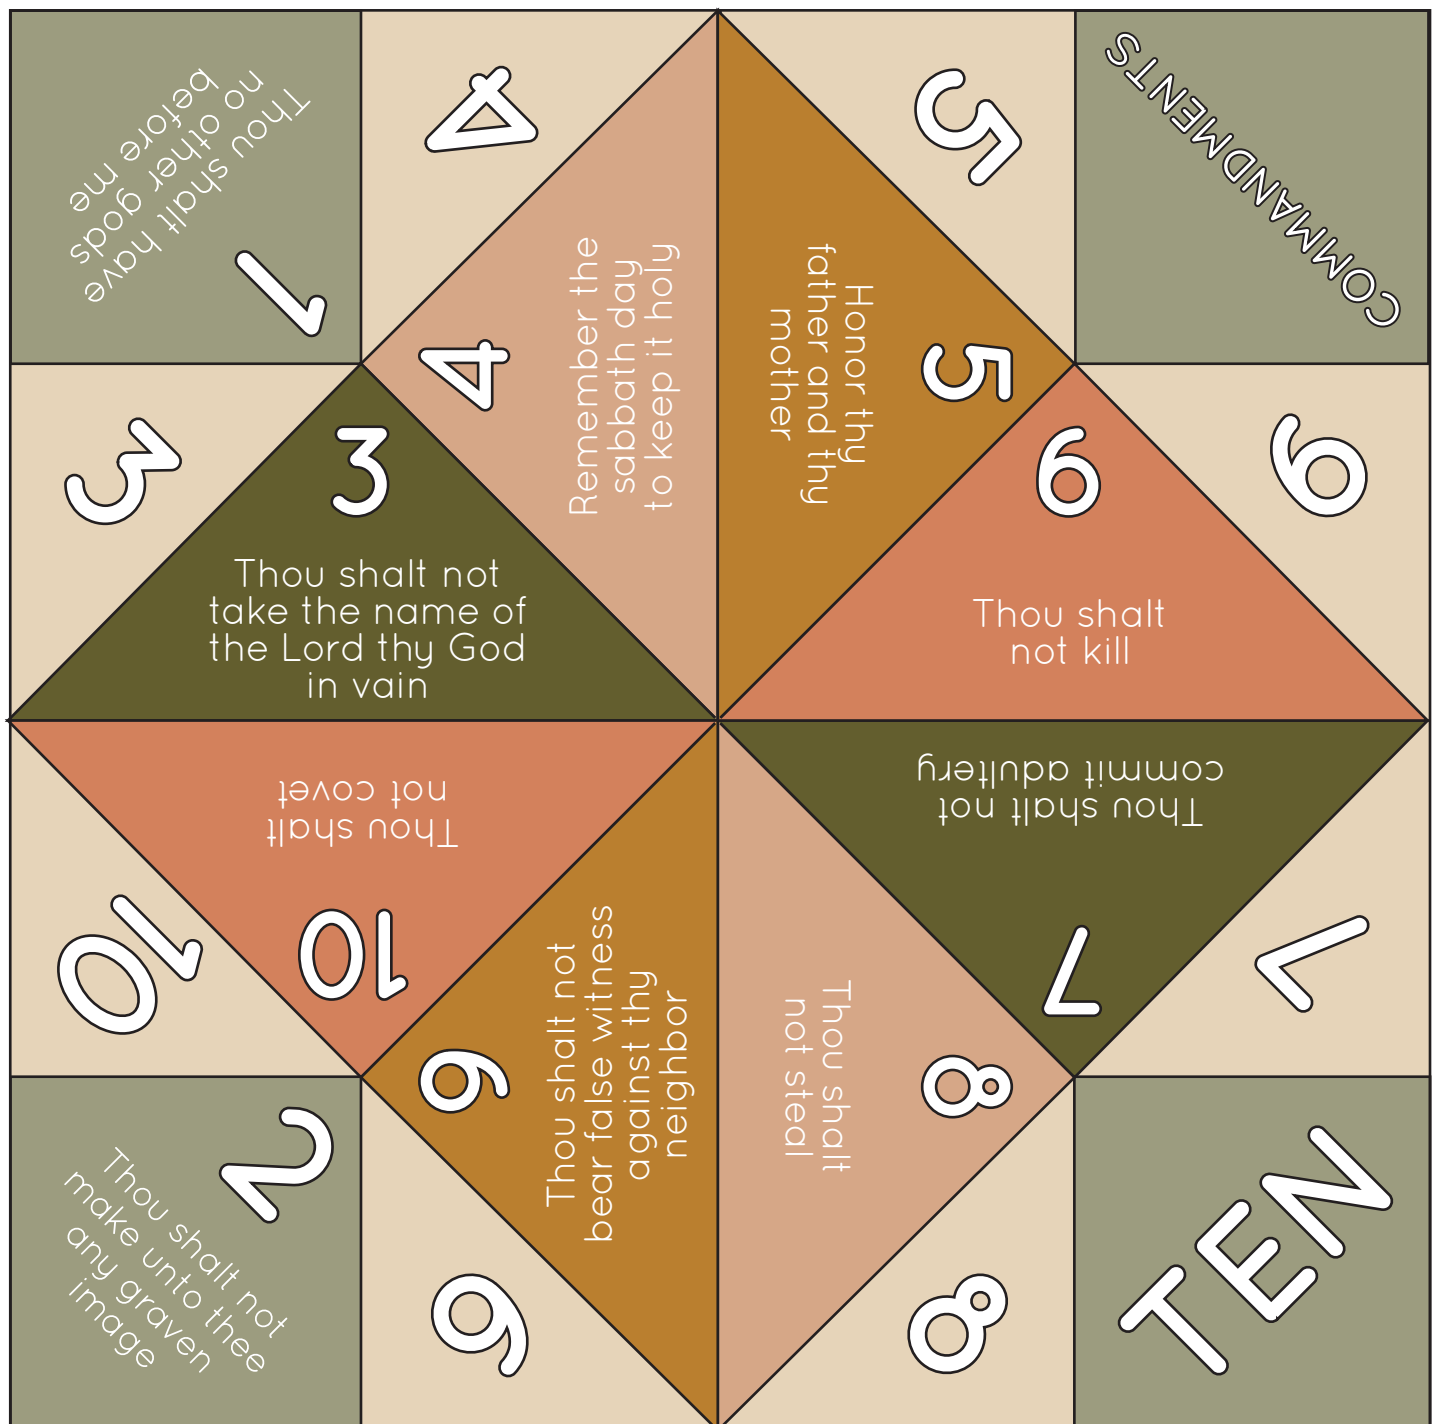 Thou shalt have
no other gods
before me
1
4
5
COMMANDMENTS
3
3
Thou shalt not
take the name of
the Lord thy God
in vain
4
Remember the
sabbath day
to keep it holy
5
Honor thy
father and thy
mother
6
Thou shalt
not kill
6
10
10
Thou shalt
not covet
9
Thou shalt not
bear false witness
against thy
neighbor
8
Thou shalt
not steal
7
Thou shalt not
commit adultery
7
2
Thou shalt not
make unto thee
any graven
image
9
8
TEN